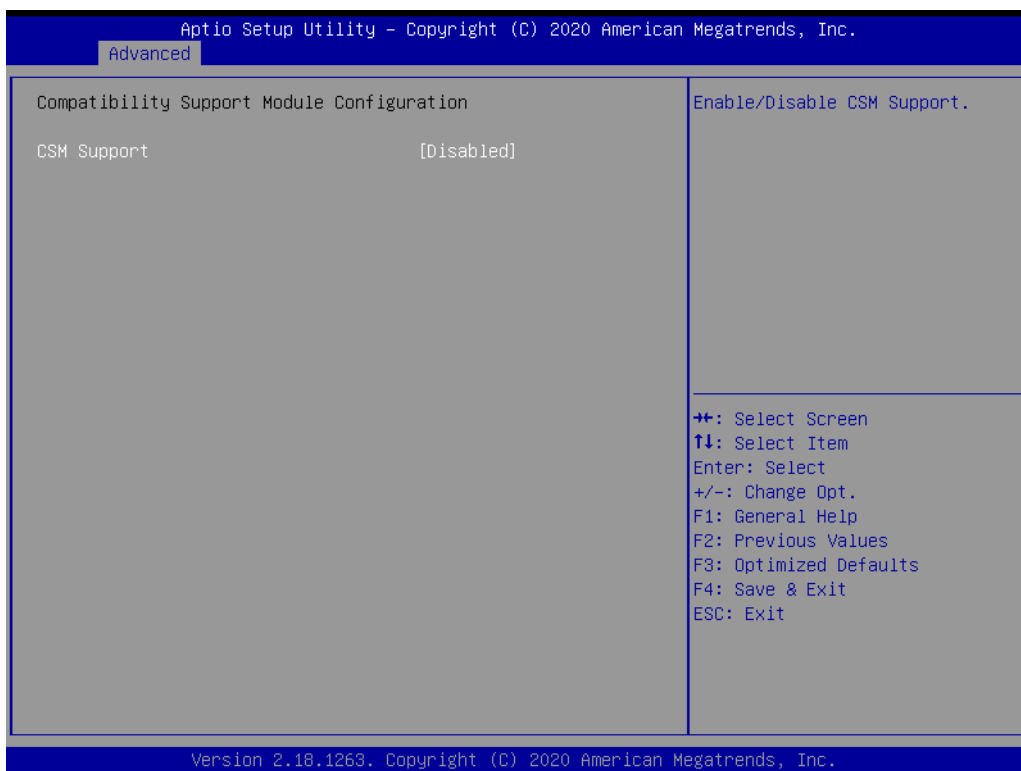 Aptio Setup Utility – Copyright (C) 2020 American Megatrends, Inc.
Advanced
Compatibility Support Module Configuration
CSM Support [Disabled]
Enable/Disable CSM Support.
→←: Select Screen
↑↓: Select Item
Enter: Select
+/-: Change Opt.
F1: General Help
F2: Previous Values
F3: Optimized Defaults
F4: Save & Exit
ESC: Exit
Version 2.18.1263. Copyright (C) 2020 American Megatrends, Inc.